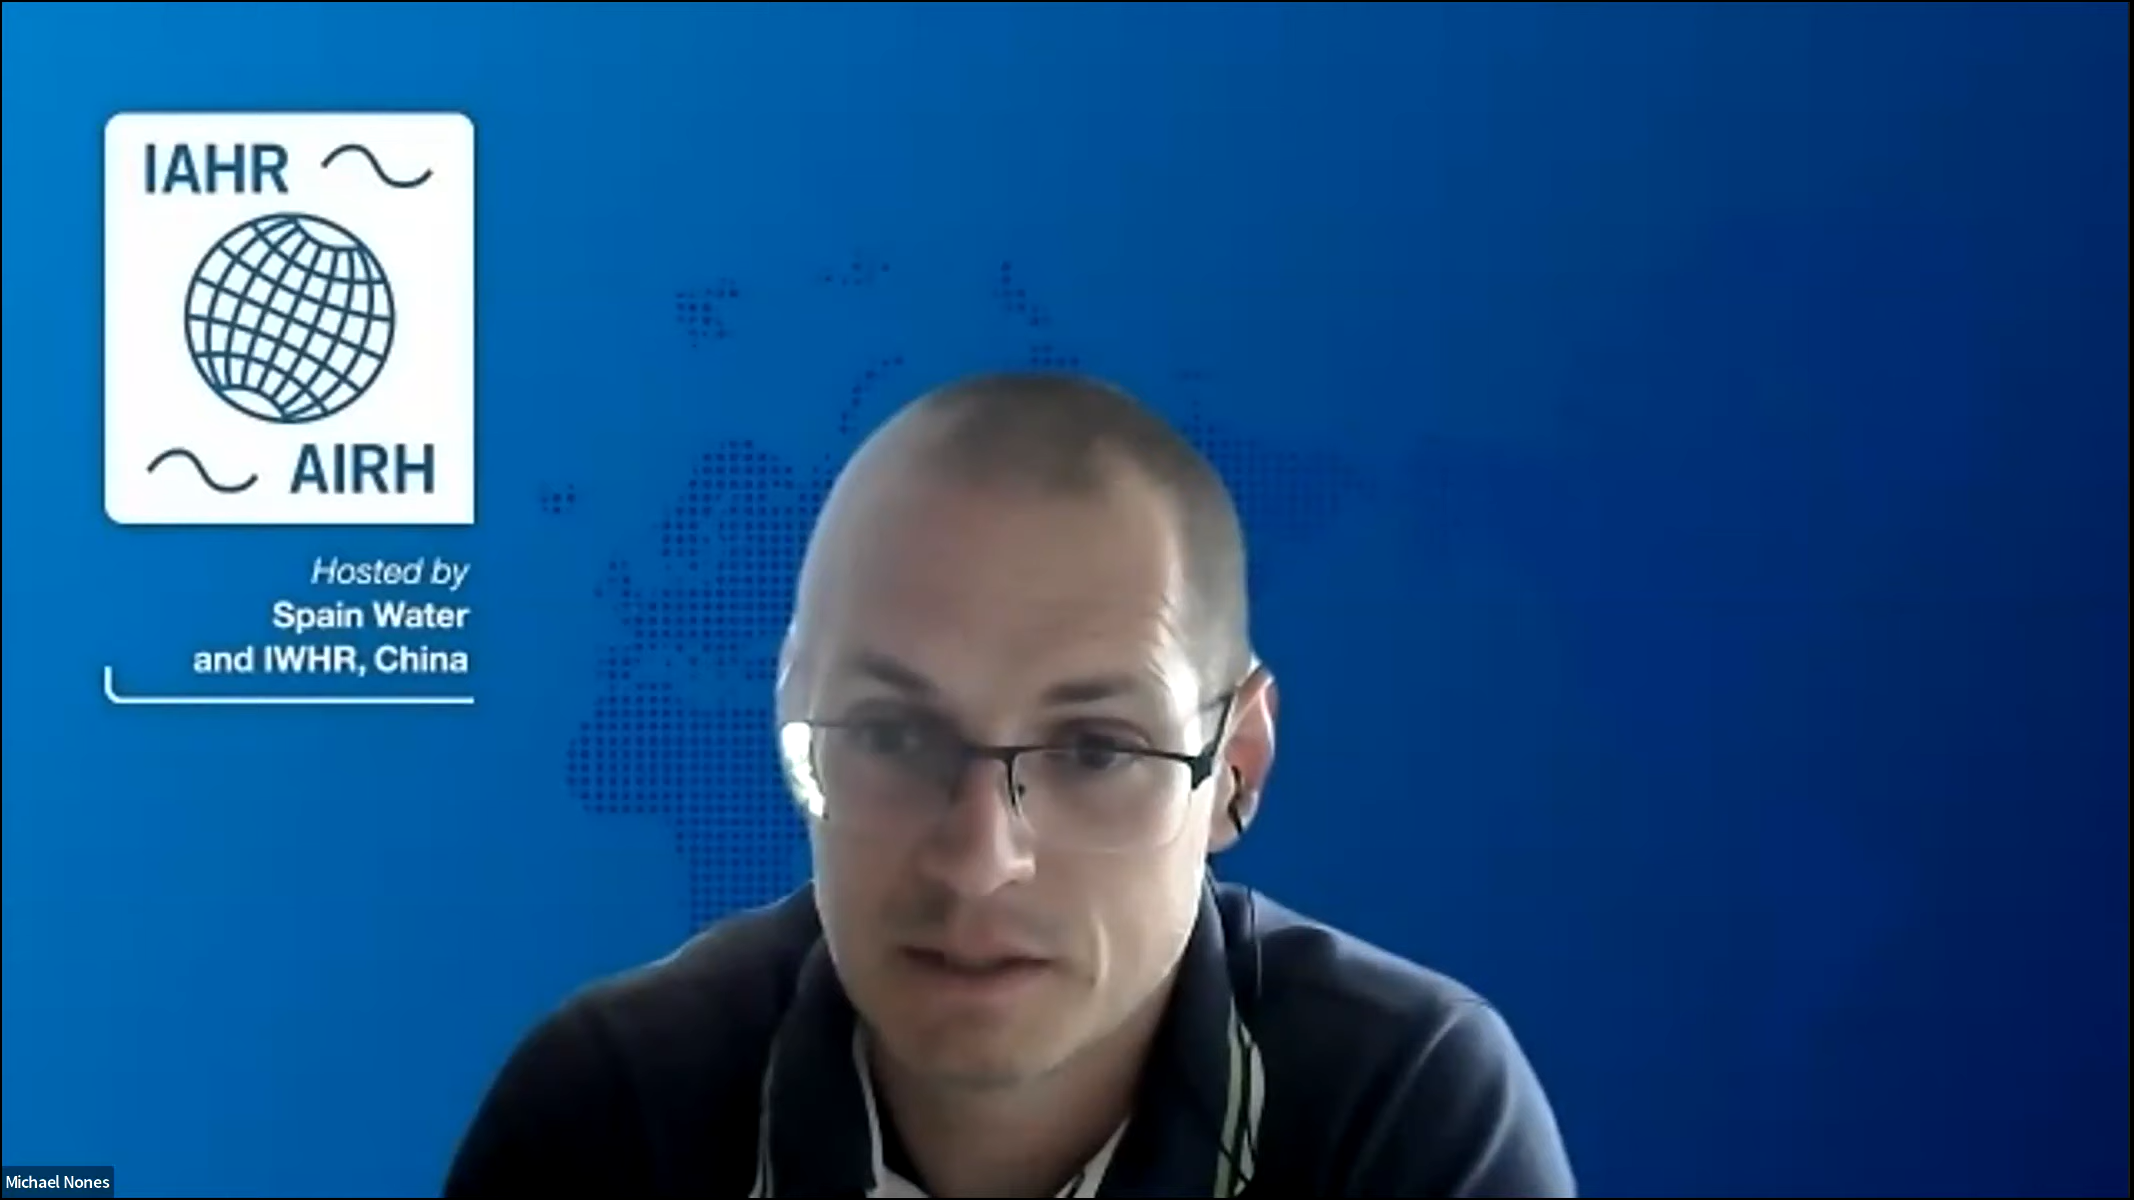 IAHR
AIRH
Hosted by
Spain Water
and IWHR, China
Michael Nones